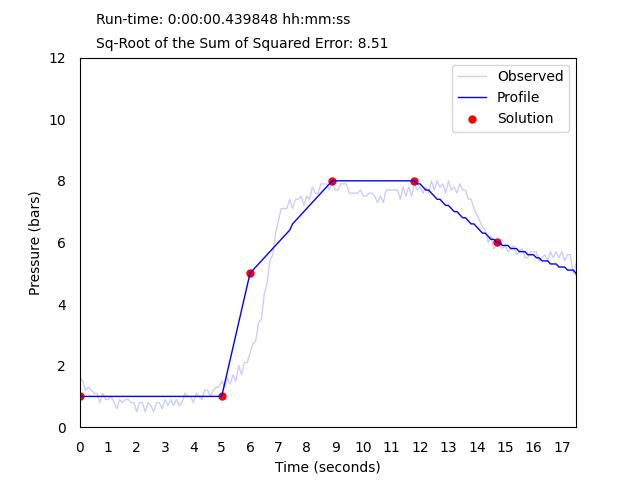 Run-time: 0:00:00.439848 hh:mm:ss
Sq-Root of the Sum of Squared Error: 8.51
12
10
8
6
4
2
0
Pressure (bars)
Observed
Profile
Solution
0 1 2 3 4 5 6 7 8 9 10 11 12 13 14 15 16 17
Time (seconds)